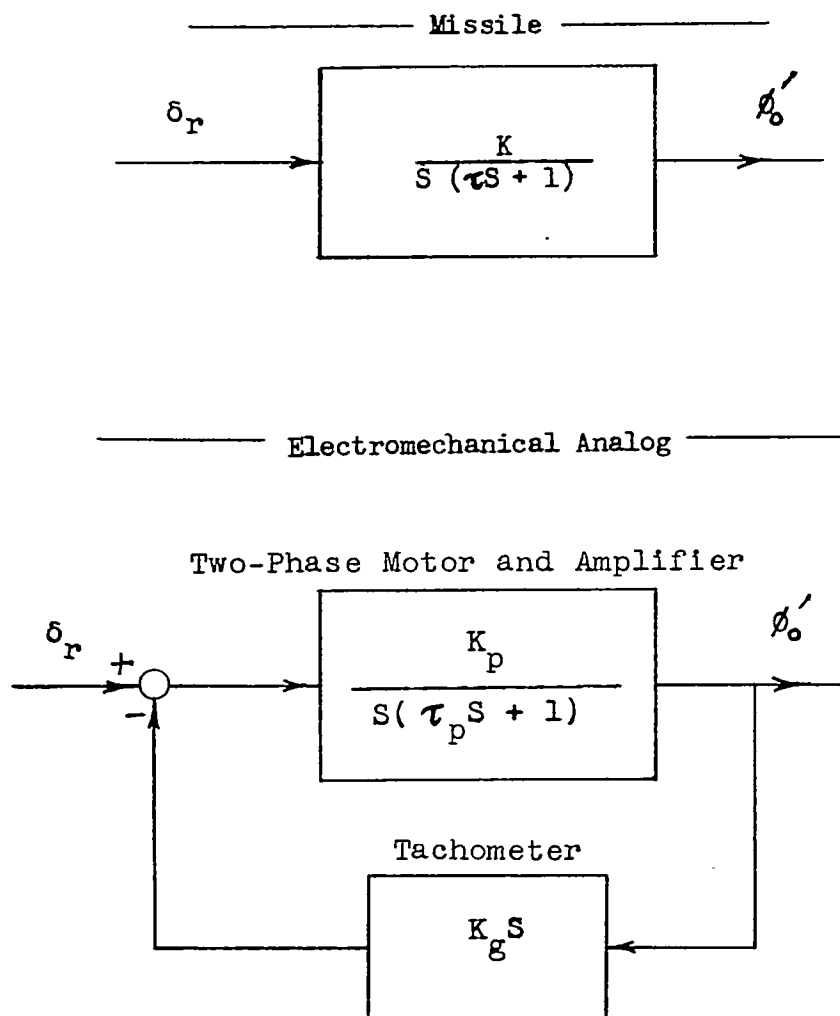 Missile
δr
K
S (τS + 1)
ϕo′
Electromechanical Analog
Two-Phase Motor and Amplifier
δr
+
-
Kp
S( τpS + 1)
ϕo′
Tachometer
KgS